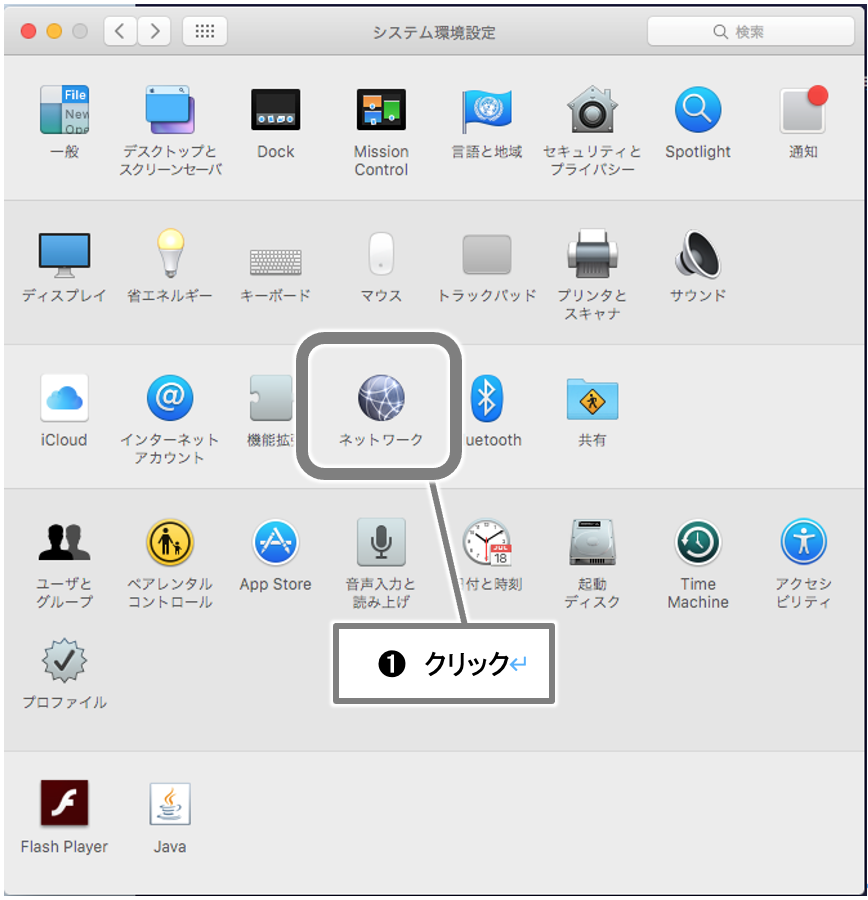 システム環境設定
検索
File
New
Ope
一般
デスクトップと
スクリーンセーバ
Dock
Mission
Control
言語と地域
セキュリティと
プライバシー
Spotlight
通知
ディスプレイ
省エネルギー
キーボード
マウス
トラックパッド
プリンタと
スキャナ
サウンド
iCloud
@
インターネット
アカウント
機能拡
ネットワーク
uetooth
共有
ユーザと
グループ
ペアレンタル
コントロール
App Store
音声入力と
読み上げ
JUL
18
付と時刻
起動
ディスク
Time
Machine
アクセシ
ビリティ
❶ クリック↵
プロファイル
Flash Player
Java